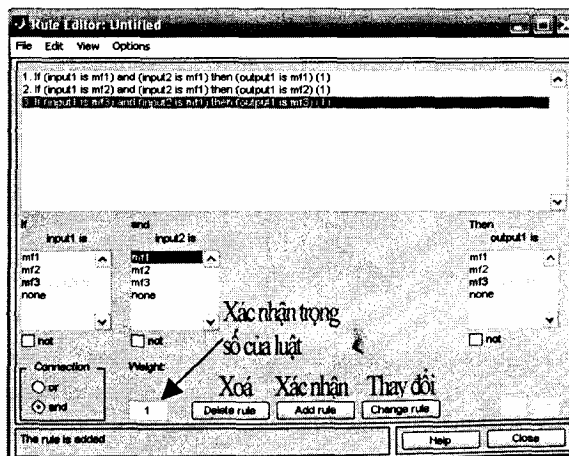 Rule Editor: Untitled
File Edit View Options
1. If (input1 is mf1) and (input2 is mf1) then (output1 is mf1) (1)
2. If (input1 is mf2) and (input2 is mf1) then (output1 is mf2) (1)
3. If (input1 is mf3) and (input2 is mf1) then (output1 is mf3) (1)
If and Then
input1 is input2 is output1 is
mf1 mf1 mf1
mf2 mf2 mf2
mf3 mf3 mf3
none none none
Xác nhận trọng
số của luật
not not not
Connection Weight:
or
and
Xoá Xác nhận Thay đổi
1 Delete rule Add rule Change rule
The rule is added Help Close